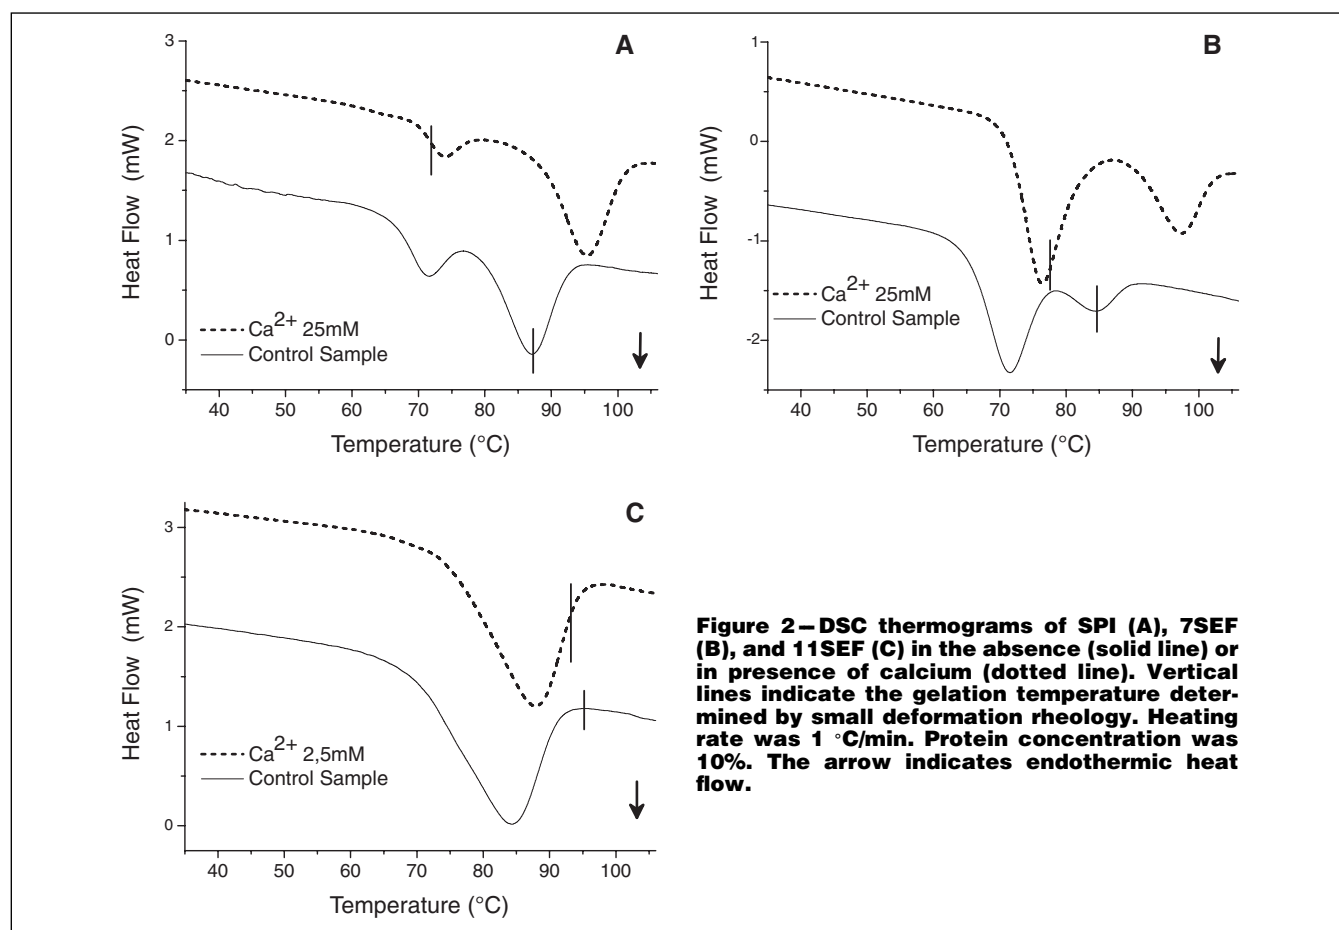 A
3
2
1
0
Heat Flow (mW)
Ca2+ 25mM
Control Sample
40 50 60 70 80 90 100
Temperature (°C)
B
1
0
-1
-2
Heat Flow (mW)
Ca2+ 25mM
Control Sample
40 50 60 70 80 90 100
Temperature (°C)
C
3
2
1
0
Heat Flow (mW)
Ca2+ 2,5mM
Control Sample
40 50 60 70 80 90 100
Temperature (°C)
Figure 2—DSC thermograms of SPI (A), 7SEF
(B), and 11SEF (C) in the absence (solid line) or
in presence of calcium (dotted line). Vertical
lines indicate the gelation temperature deter-
mined by small deformation rheology. Heating
rate was 1 °C/min. Protein concentration was
10%. The arrow indicates endothermic heat
flow.